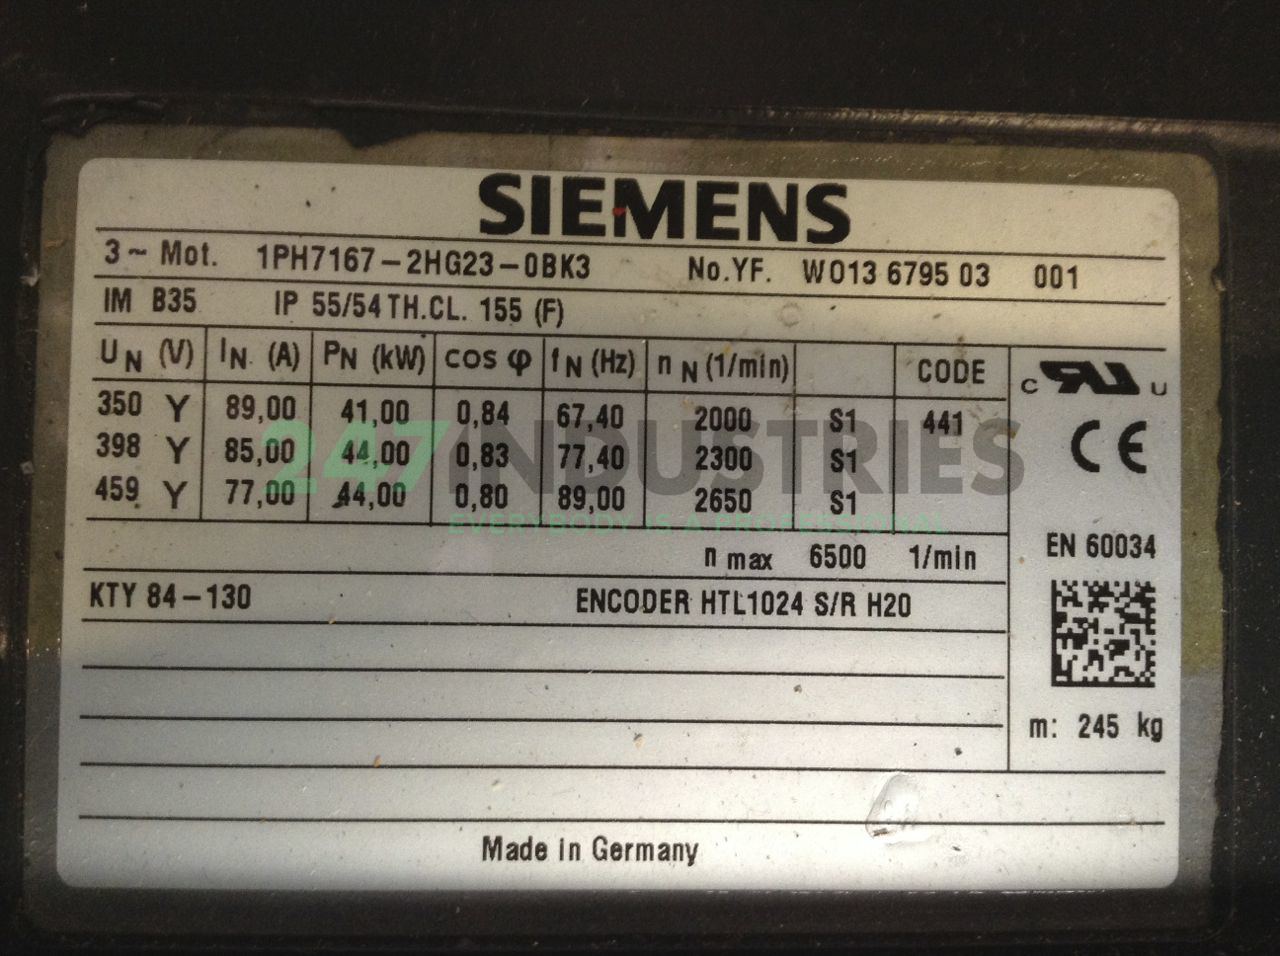 SIEMENS
3 ~ Mot. 1PH7167-2HG23-0BK3 No.YF. W013 6795 03 001
IM B35 IP 55/54 TH.CL. 155 (F)
UN (V) IN. (A) PN (kW) cos φ fN (Hz) nN (1/min) CODE
350 Y 89,00 41,00 0,84 67,40 2000 S1 441
398 Y 85,00 44,00 0,83 77,40 2300 S1
459 Y 77,00 44,00 0,80 89,00 2650 S1
c RU US
CE
247INDUSTRIES
EVERYBODY IS A PROFESSIONAL
n max 6500 1/min
EN 60034
KTY 84-130 ENCODER HTL1024 S/R H20
m: 245 kg
Made in Germany